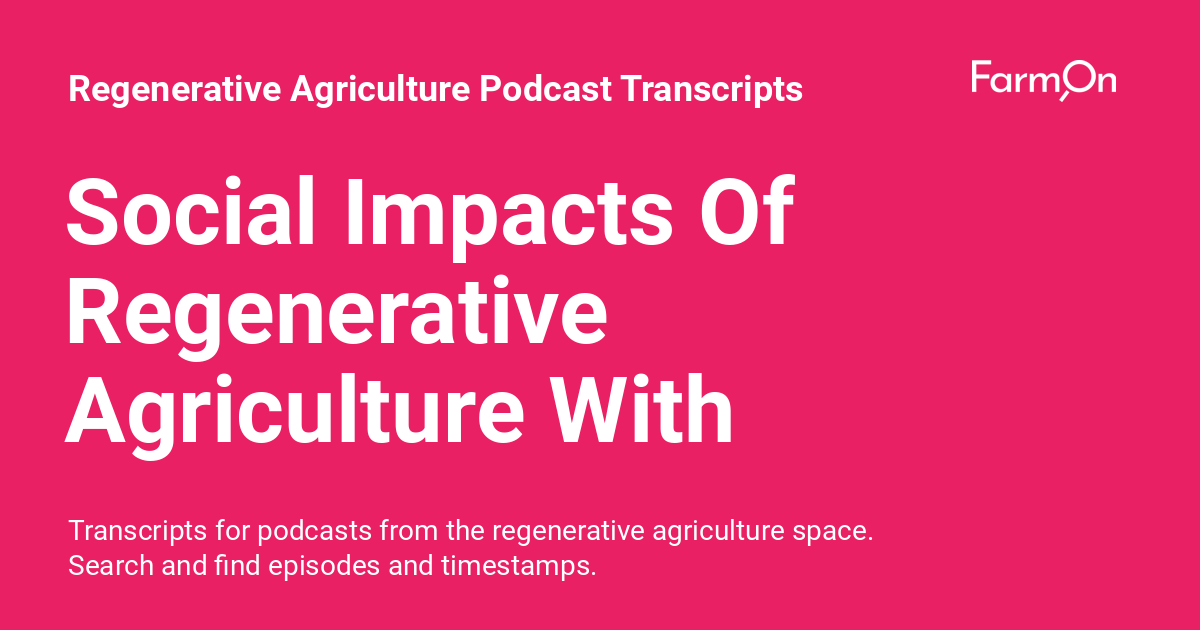 Regenerative Agriculture Podcast Transcripts
FarmOn
Social Impacts Of
Regenerative
Agriculture With
Transcripts for podcasts from the regenerative agriculture space.
Search and find episodes and timestamps.